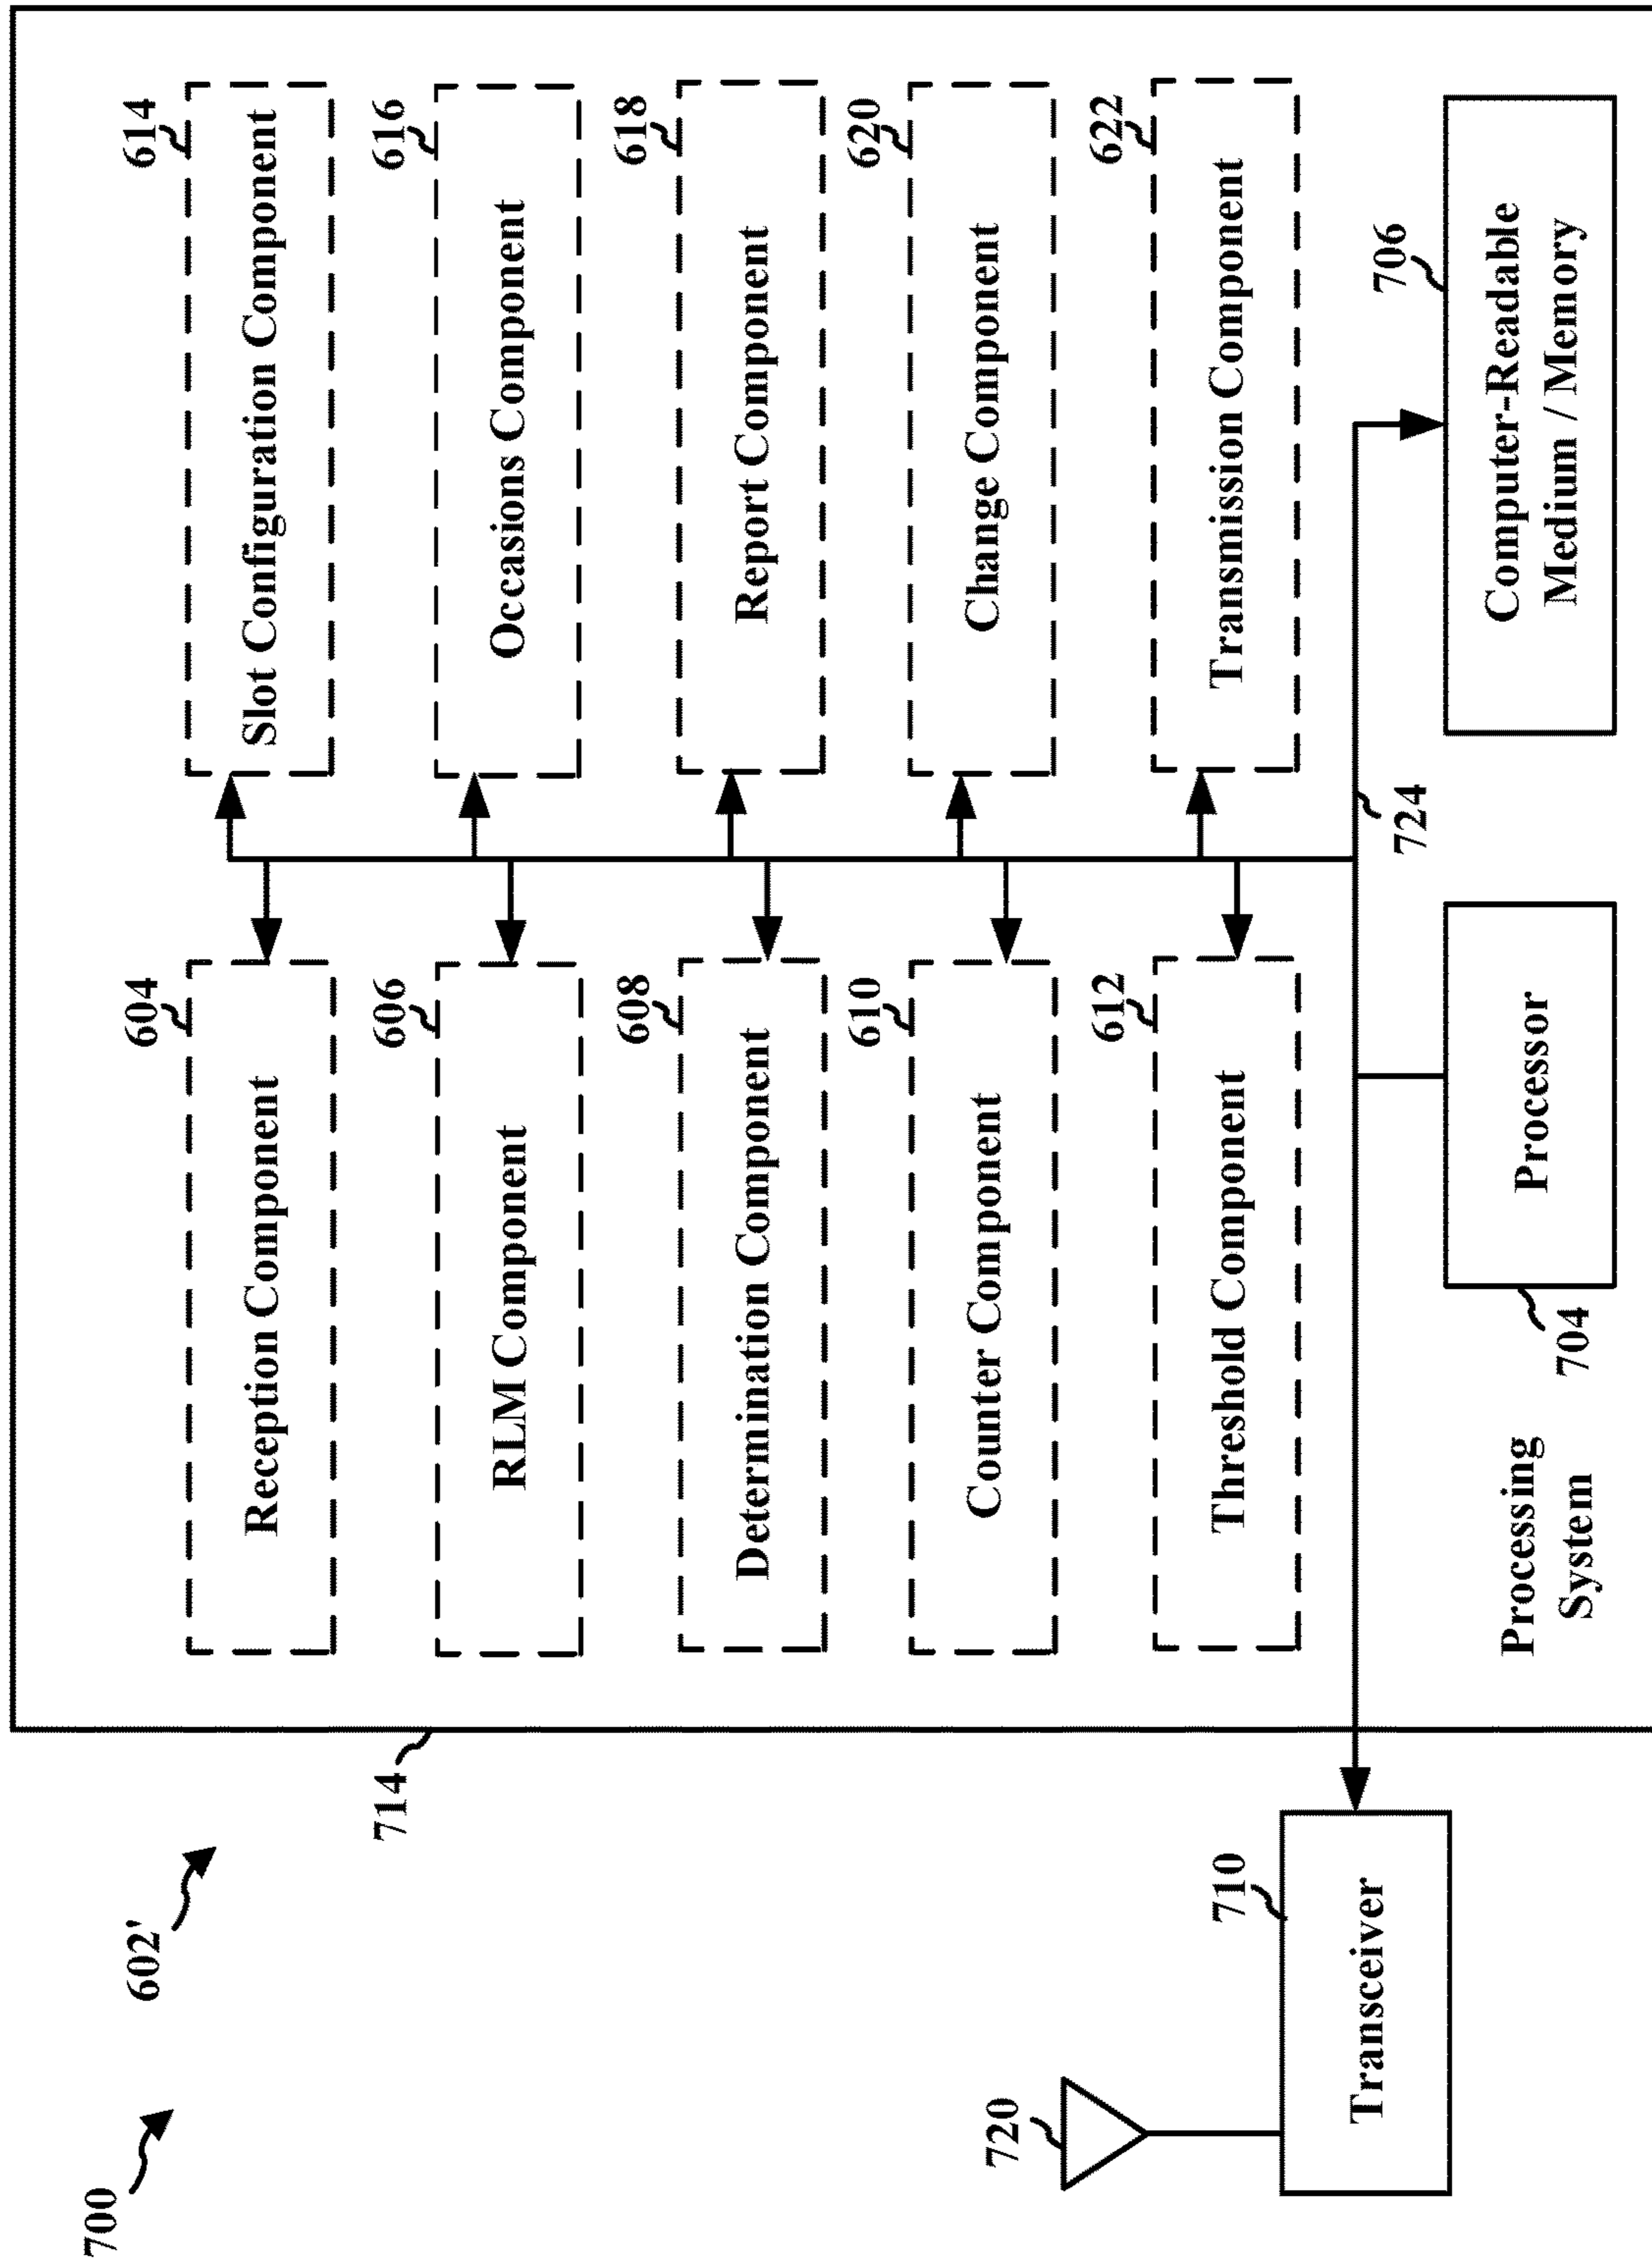 700
602'
714
604
Reception Component
606
RLM Component
608
Determination Component
610
Counter Component
612
Threshold Component
614
Slot Configuration Component
616
Occasions Component
618
Report Component
620
Change Component
622
Transmission Component
724
720
710
Transceiver
Processing
System
704
Processor
706
Computer-Readable
Medium / Memory